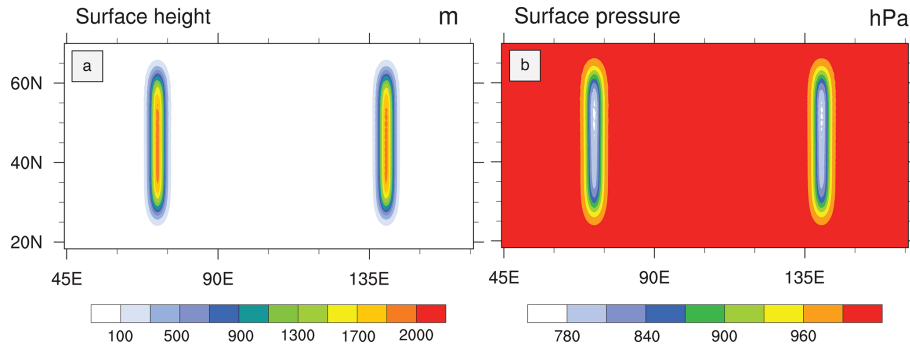 Surface height m
Surface pressure hPa
a
b
60N
40N
20N
45E 90E 135E
45E 90E 135E
100 500 900 1300 1700 2000
780 840 900 960